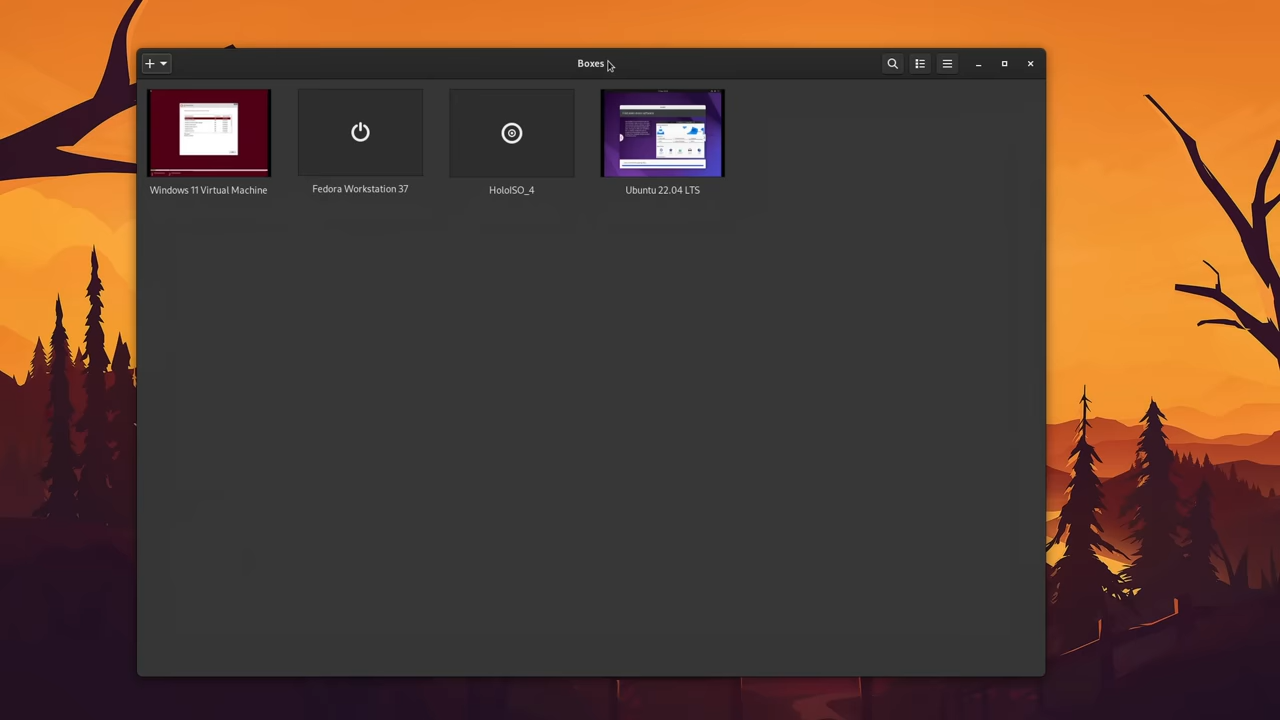 Boxes
Windows 11 Virtual Machine
Fedora Workstation 37
HoloISO_4
Ubuntu 22.04 LTS